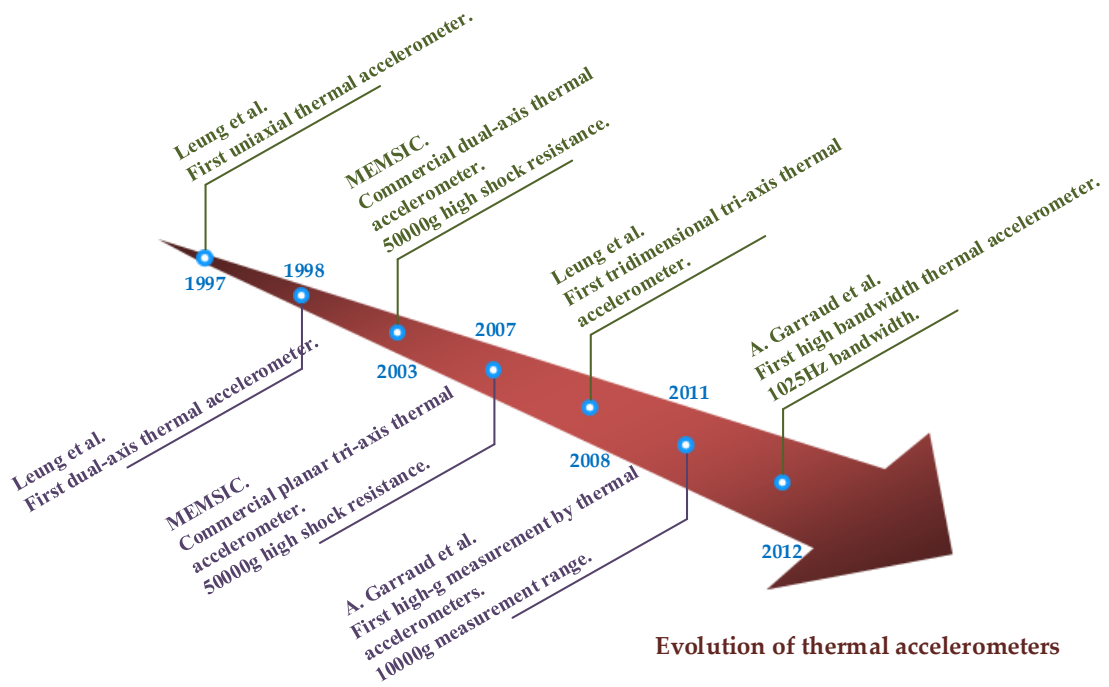 Leung et al.
First uniaxial thermal accelerometer.
1997
1998
Leung et al.
First dual-axis thermal accelerometer.
MEMSIC.
Commercial dual-axis thermal
accelerometer.
50000g high shock resistance.
2003
2007
MEMSIC.
Commercial planar tri-axis thermal
accelerometer.
50000g high shock resistance.
Leung et al.
First tridimensional tri-axis thermal
accelerometer.
2008
2011
A. Garraud et al.
First high-g measurement by thermal
accelerometers.
10000g measurement range.
A. Garraud et al.
First high bandwidth thermal accelerometer.
1025Hz bandwidth.
2012
Evolution of thermal accelerometers